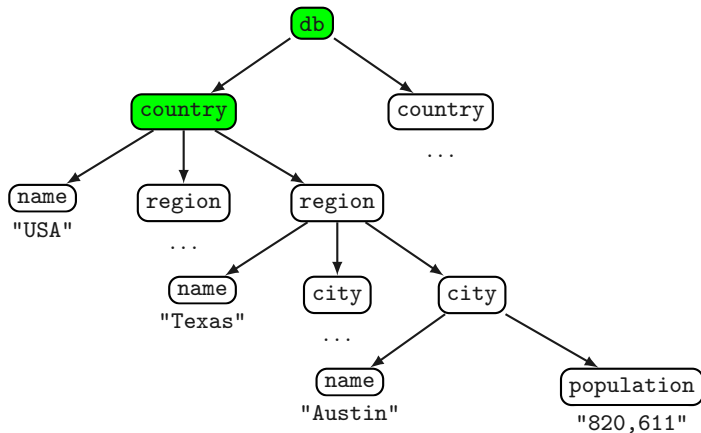 db
country
country
...
name
region
region
"USA"
...
name
city
city
"Texas"
...
name
population
"Austin"
"820,611"